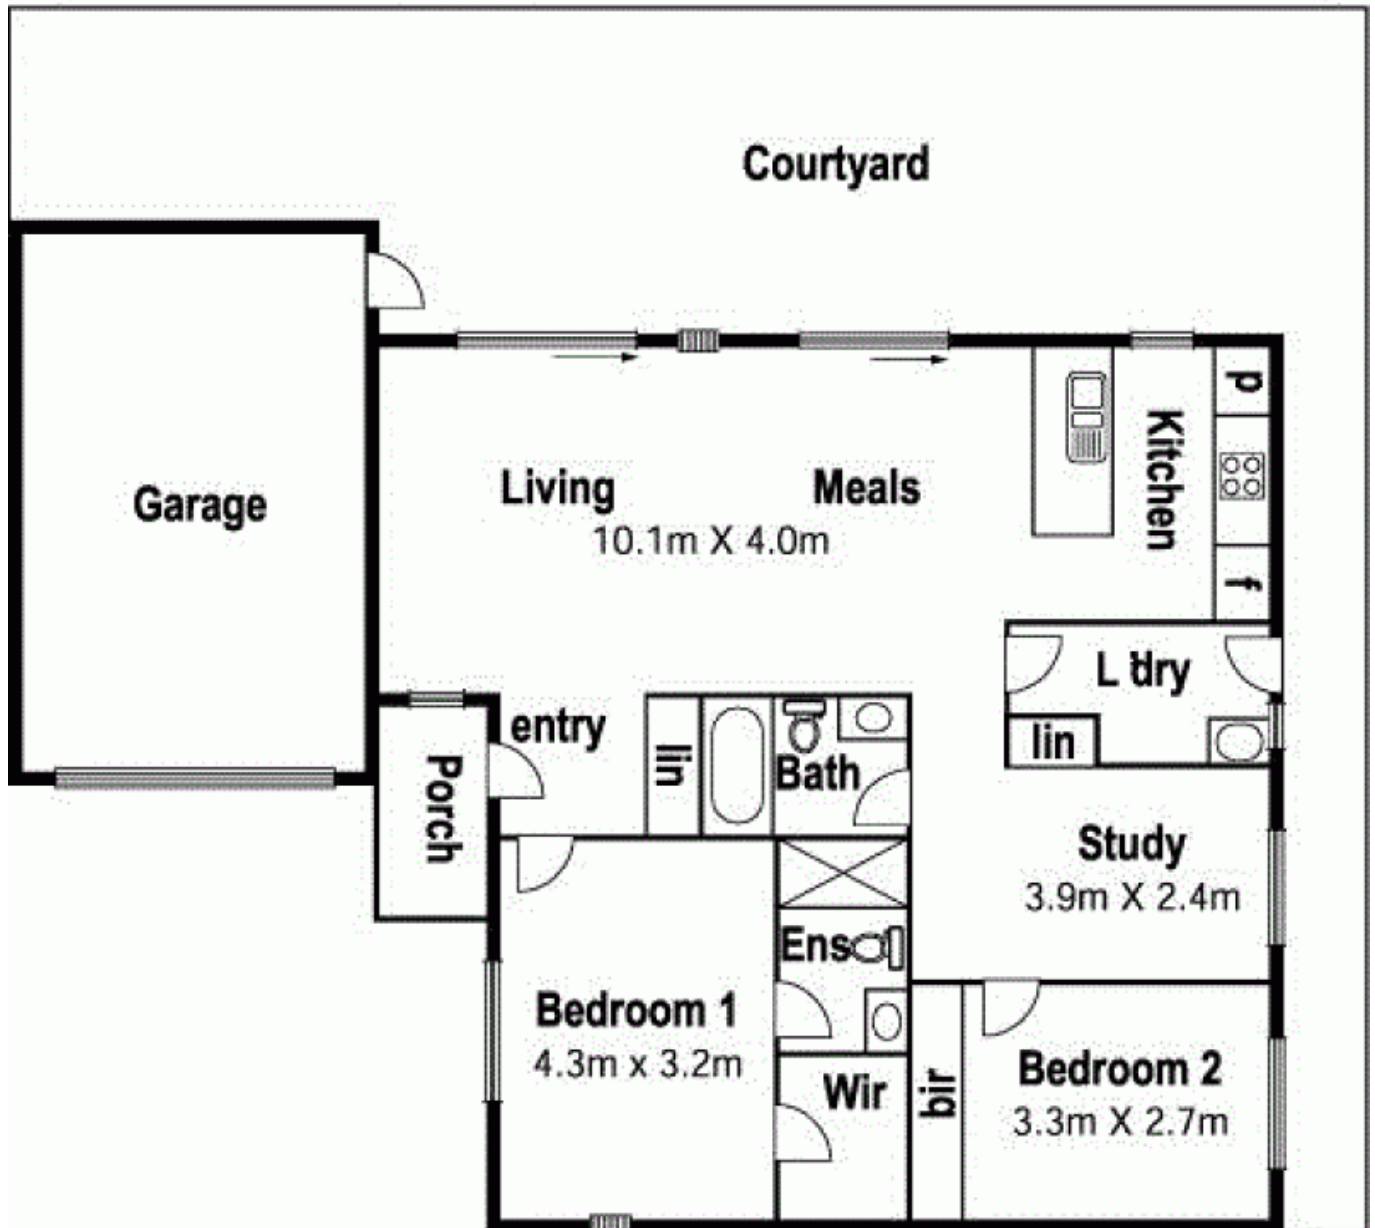 Courtyard
Garage
Living
Meals
10.1m X 4.0m
Kitchen
p
f
L'dry
lin
entry
Porch
lin
Bath
Study
3.9m X 2.4m
Ens
Bedroom 1
4.3m x 3.2m
Wir
bir
Bedroom 2
3.3m X 2.7m